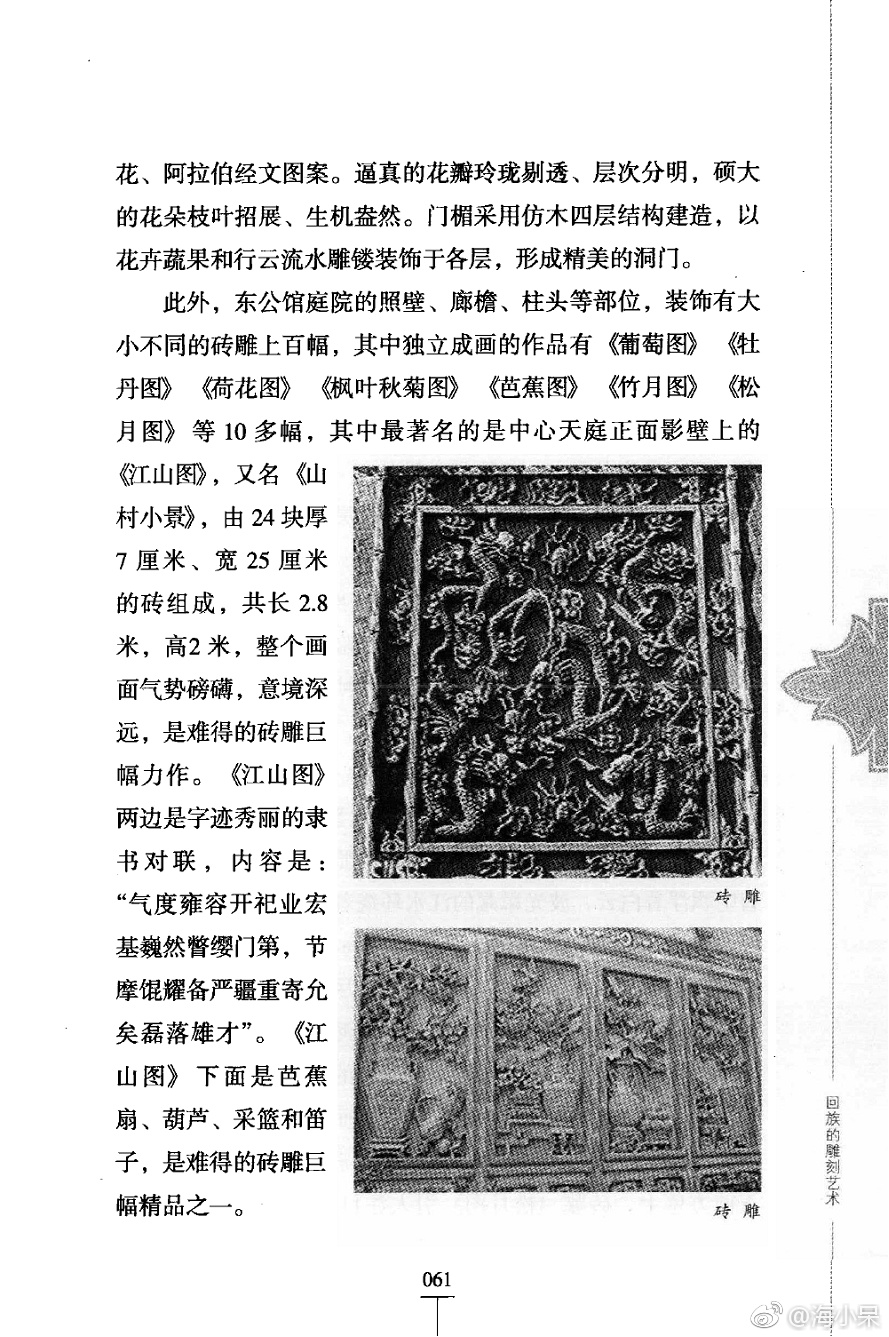 花、阿拉伯经文图案。逼真的花瓣玲珑剔透、层次分明，硕大
的花朵枝叶招展、生机盎然。门楣采用仿木四层结构建造，以
花卉蔬果和行云流水雕镂装饰于各层，形成精美的洞门。
此外，东公馆庭院的照壁、廊檐、柱头等部位，装饰有大
小不同的砖雕上百幅，其中独立成画的作品有《葡萄图》《牡
丹图》《荷花图》《枫叶秋菊图》《芭蕉图》《竹月图》《松
月图》等10多幅，其中最著名的是中心天庭正面影壁上的
《江山图》，又名《山
村小景》，由24块厚
7厘米、宽25厘米
的砖组成，共长2.8
米，高2米，整个画
面气势磅礴，意境深
远，是难得的砖雕巨
幅力作。《江山图》
两边是字迹秀丽的隶
书对联，内容是：
“气度雍容开祀业宏
基巍然瞥缨门第，节
摩馄耀备严疆重寄允
矣磊落雄才”。《江
山图》下面是芭蕉
扇、葫芦、采篮和笛
子，是难得的砖雕巨
幅精品之一。
砖雕
砖雕
回族的雕刻艺术
061
@海小呆